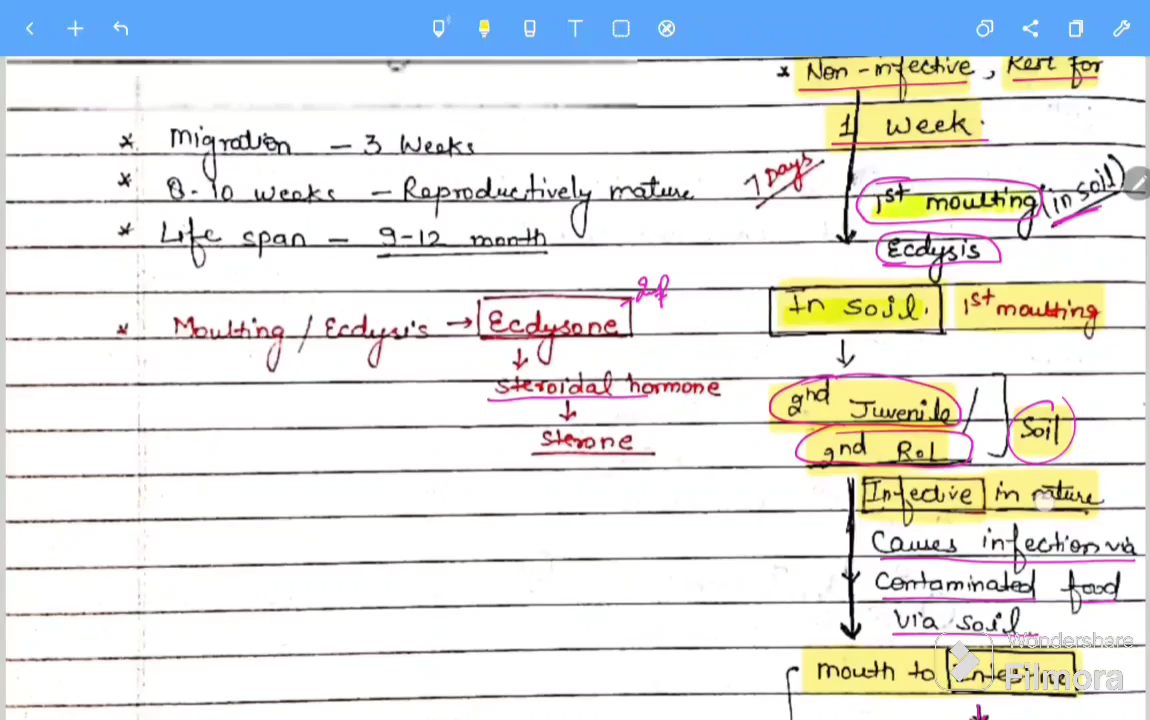 * Migration – 3 Weeks
* 8-10 weeks – Reproductively mature
* Life span – 9-12 month
* Moulting / Ecdysis → Ecdysone
↓
steroidal hormone
↓
sterone
* Non-infective, Rest for
1 Week.
7 Days
1st moulting (in soil)
Ecdysis
In soil. 1st moulting
↓
2nd Juvenile /
2nd Rol
Soil
Infective in nature
Causes infection via
Contaminated food
via soil.
mouth to intestine
Wondershare
Filmora